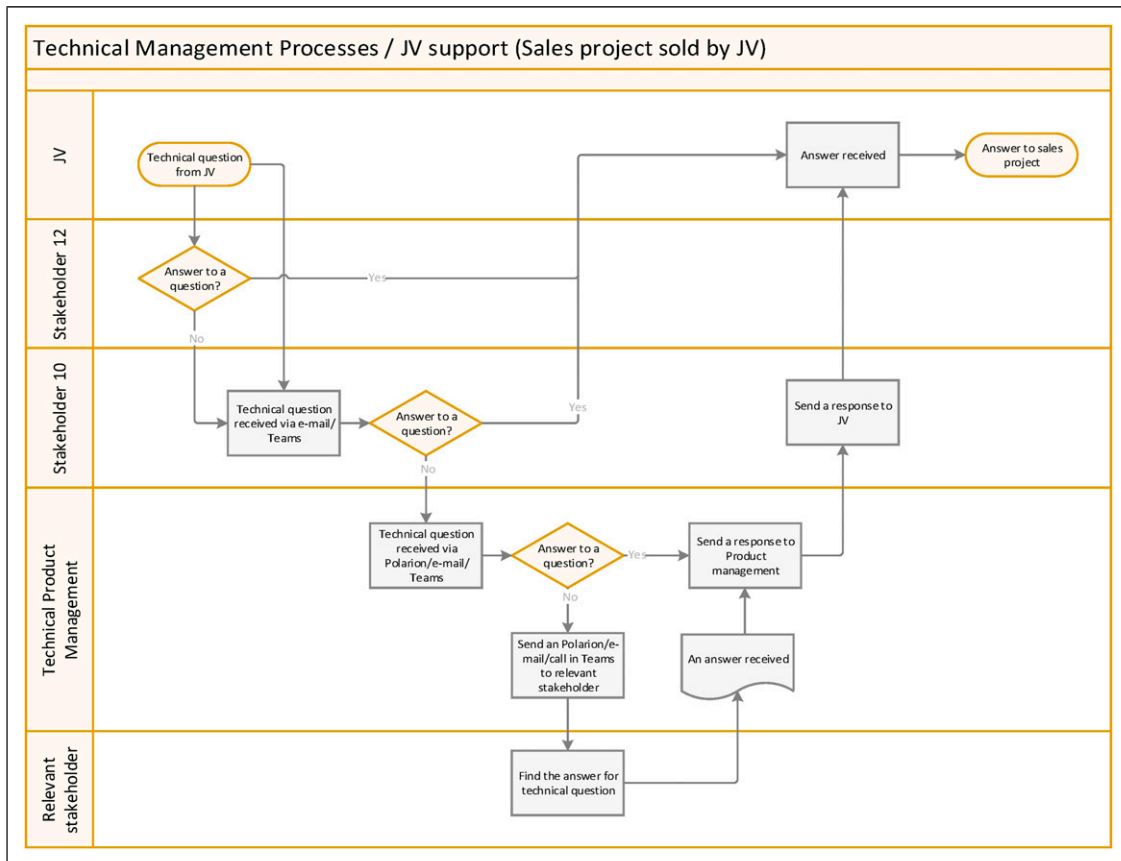 Technical Management Processes / JV support (Sales project sold by JV)
JV
Technical question
from JV
Answer received
Answer to sales
project
Stakeholder 12
Answer to a
question?
Yes
No
Stakeholder 10
Technical question
received via e-mail/
Teams
Answer to a
question?
Yes
No
Send a response to
JV
Technical Product
Management
Technical question
received via
Polarion/e-mail/
Teams
Answer to a
question?
Yes
No
Send a response to
Product
management
Send an Polarion/e-
mail/call in Teams
to relevant
stakeholder
An answer received
Relevant
stakeholder
Find the answer for
technical question